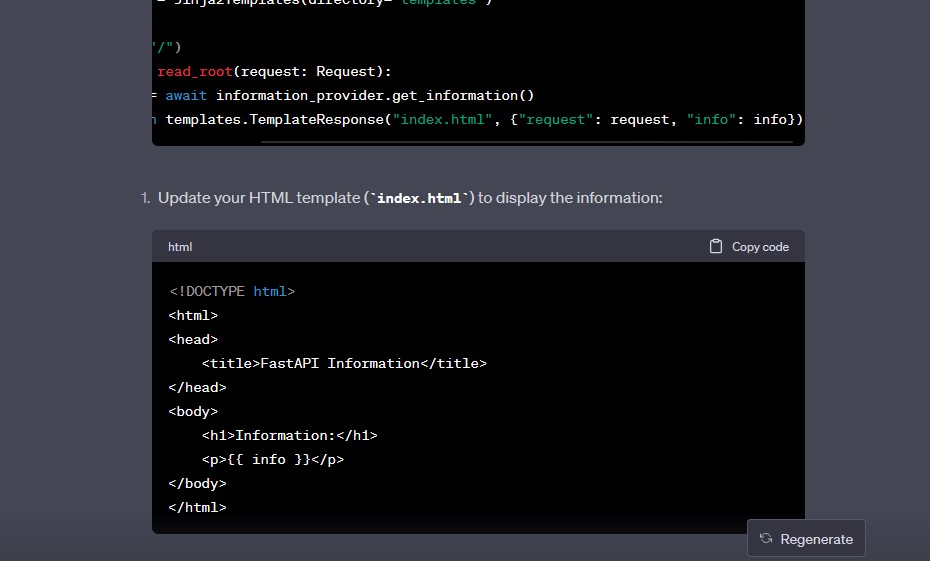 = Jinja2Templates(directory="templates")
"/")
read_root(request: Request):
= await information_provider.get_information()
n templates.TemplateResponse("index.html", {"request": request, "info": info})
1. Update your HTML template (`index.html`) to display the information:
html Copy code
<!DOCTYPE html>
<html>
<head>
    <title>FastAPI Information</title>
</head>
<body>
    <h1>Information:</h1>
    <p>{{ info }}</p>
</body>
</html>
Regenerate